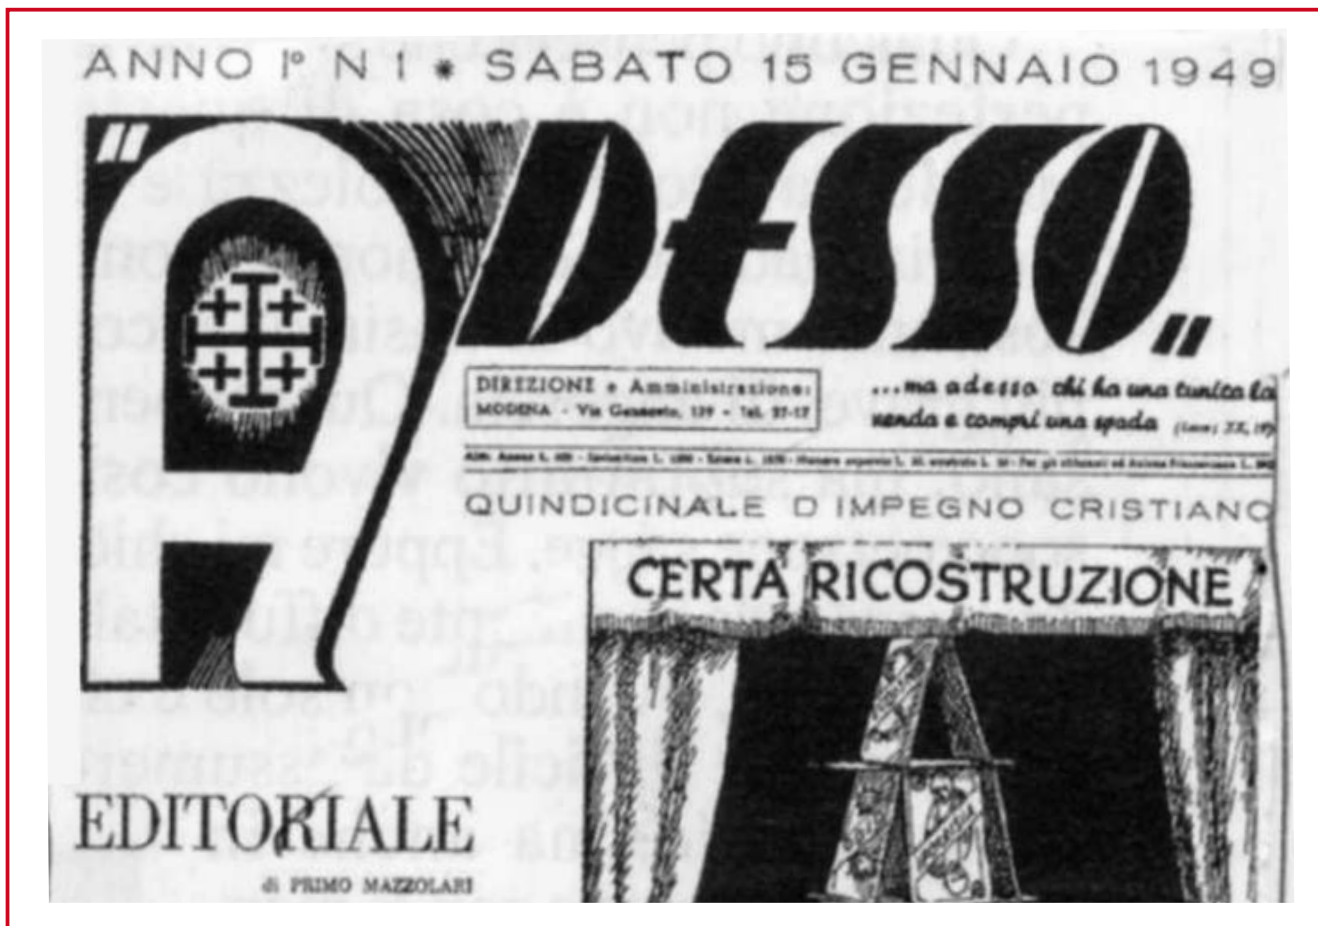 ANNO I° N 1 * SABATO 15 GENNAIO 1949
"ADESSO"
DIREZIONE e Amministrazione:
MODENA - Via Ganaceto, 139 - Tel. 27-17
...ma adesso chi ha una tunica la
venda e compri una spada
QUINDICINALE D IMPEGNO CRISTIANO
CERTA RICOSTRUZIONE
EDITORIALE
di PRIMO MAZZOLARI